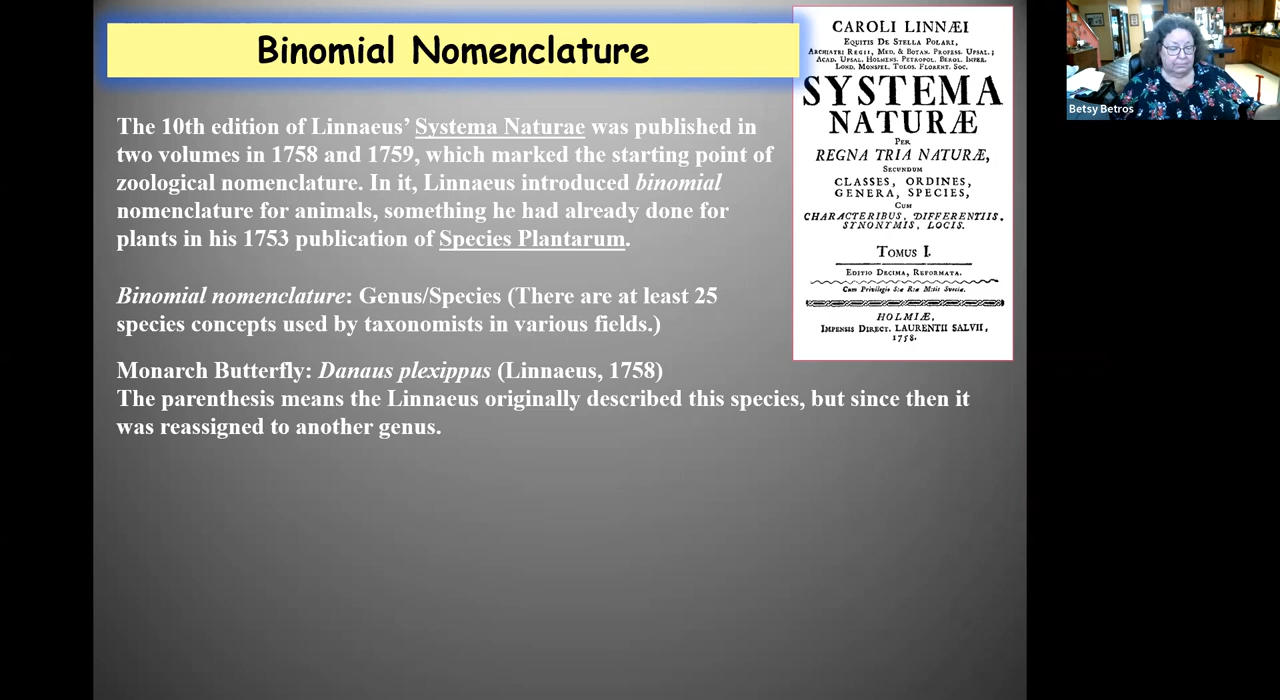 Binomial Nomenclature
The 10th edition of Linnaeus’ Systema Naturae was published in
two volumes in 1758 and 1759, which marked the starting point of
zoological nomenclature. In it, Linnaeus introduced binomial
nomenclature for animals, something he had already done for
plants in his 1753 publication of Species Plantarum.
Binomial nomenclature: Genus/Species (There are at least 25
species concepts used by taxonomists in various fields.)
Monarch Butterfly: Danaus plexippus (Linnaeus, 1758)
The parenthesis means the Linnaeus originally described this species, but since then it
was reassigned to another genus.
CAROLI LINNÆI
EQUITIS DE STELLA POLARI,
ARCHIATRI REGII, MED. & BOTAN. PROFESS. UPSAL.;
ACAD. UPSAL. HOLMENS. PETROPOL. BEROL. IMPER.
LOND. MONSPEL. TOLOS. FLORENT. SOC.
SYSTEMA
NATURÆ
PER
REGNA TRIA NATURÆ,
SECUNDUM
CLASSES, ORDINES,
GENERA, SPECIES,
CUM
CHARACTERIBUS, DIFFERENTIIS.
SYNONYMIS, LOCIS.
TOMUS I.
EDITIO DECIMA, REFORMATA.
Cum Privilegio S:æ R:æ M:tis Sveciæ.
HOLMIÆ,
IMPENSIS DIRECT. LAURENTII SALVII,
1758.
Betsy Betros